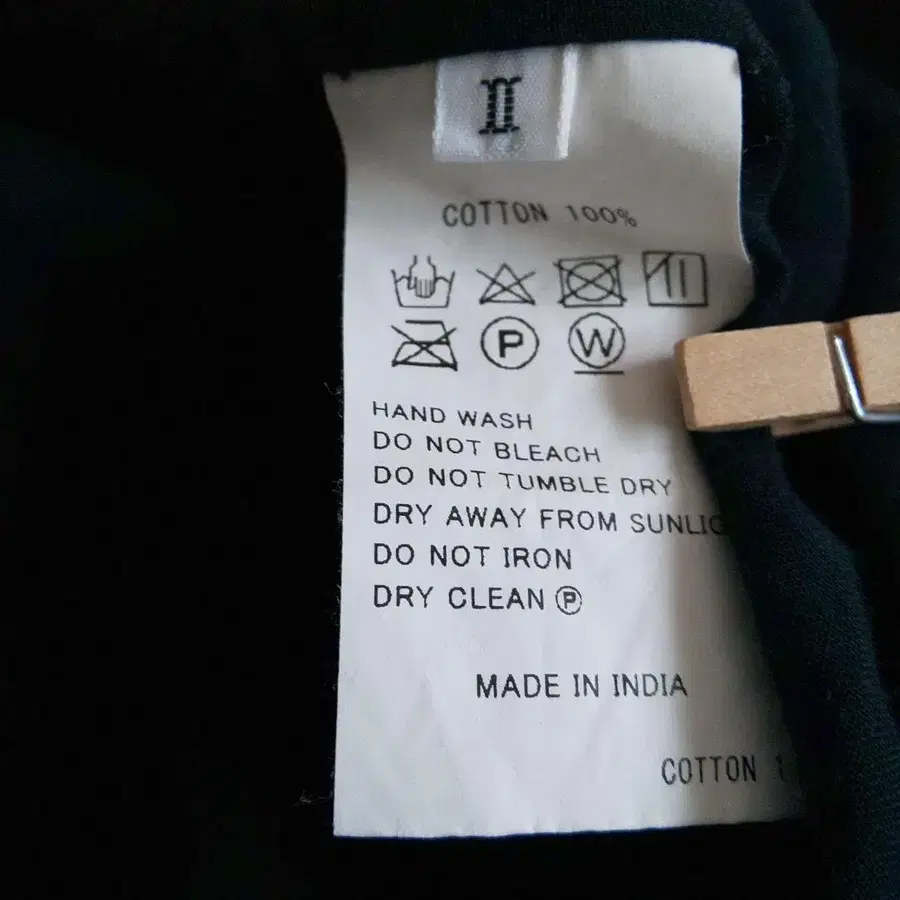 II
COTTON 100%
P W
HAND WASH
DO NOT BLEACH
DO NOT TUMBLE DRY
DRY AWAY FROM SUNLIG
DO NOT IRON
DRY CLEAN Ⓟ
MADE IN INDIA
COTTON 1